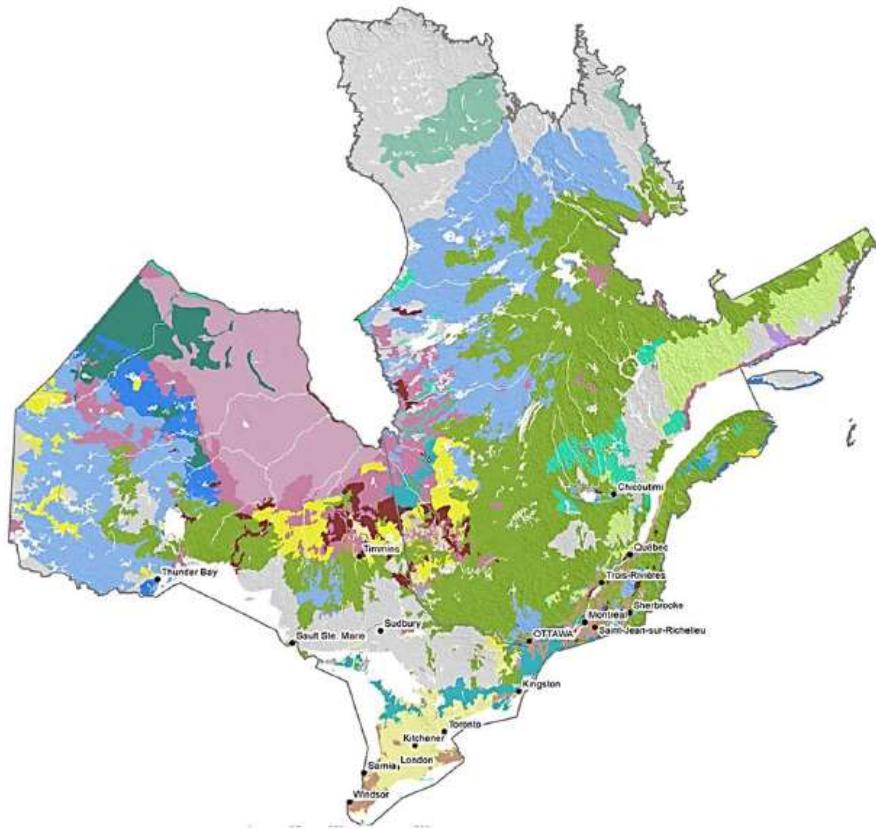 Chicoutimi
Québec
Timmins
Trois-Rivières
Thunder Bay
Sherbrooke
Montréal
Saint-Jean-sur-Richelieu
Sudbury
OTTAWA
Sault Ste. Marie
Kingston
Toronto
Kitchener
London
Sarnia
Windsor